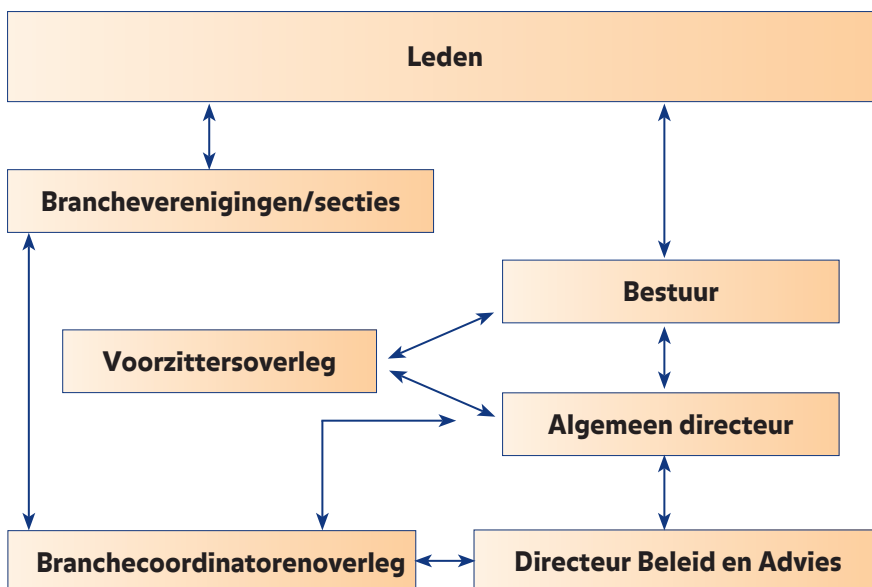 Leden
Brancheverenigingen/secties
Bestuur
Voorzittersoverleg
Algemeen directeur
Branchecoordinatorenoverleg
Directeur Beleid en Advies